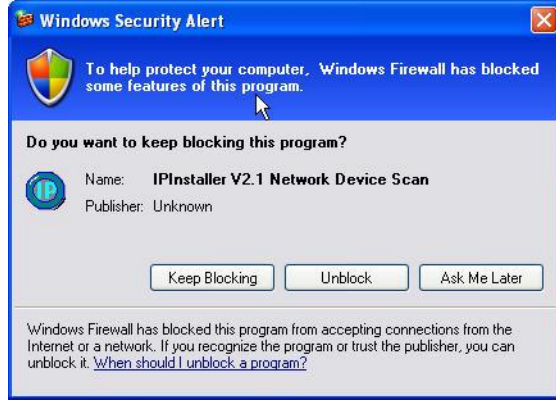 Windows Security Alert
To help protect your computer, Windows Firewall has blocked
some features of this program.
Do you want to keep blocking this program?
IP
Name: IPInstaller V2.1 Network Device Scan
Publisher: Unknown
Keep Blocking Unblock Ask Me Later
Windows Firewall has blocked this program from accepting connections from the
Internet or a network. If you recognize the program or trust the publisher, you can
unblock it. When should I unblock a program?